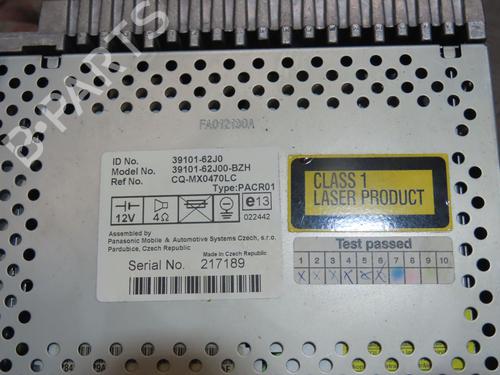 B-PARTS
FA012190A
ID No. 39101-62J0
Model No. 39101-62J00-BZH
Ref No. CQ-MX0470LC
Type:PACR01
12V
4Ω
e13
022442
Assembled by
Panasonic Mobile & Automotive Systems Czech, s.r.o.
Pardubice, Czech Republic
Made in Czech Republic
Serial No. 217189
CLASS 1
LASER PRODUCT
Test passed
1 2 3 4 5 6 7 8 9 10